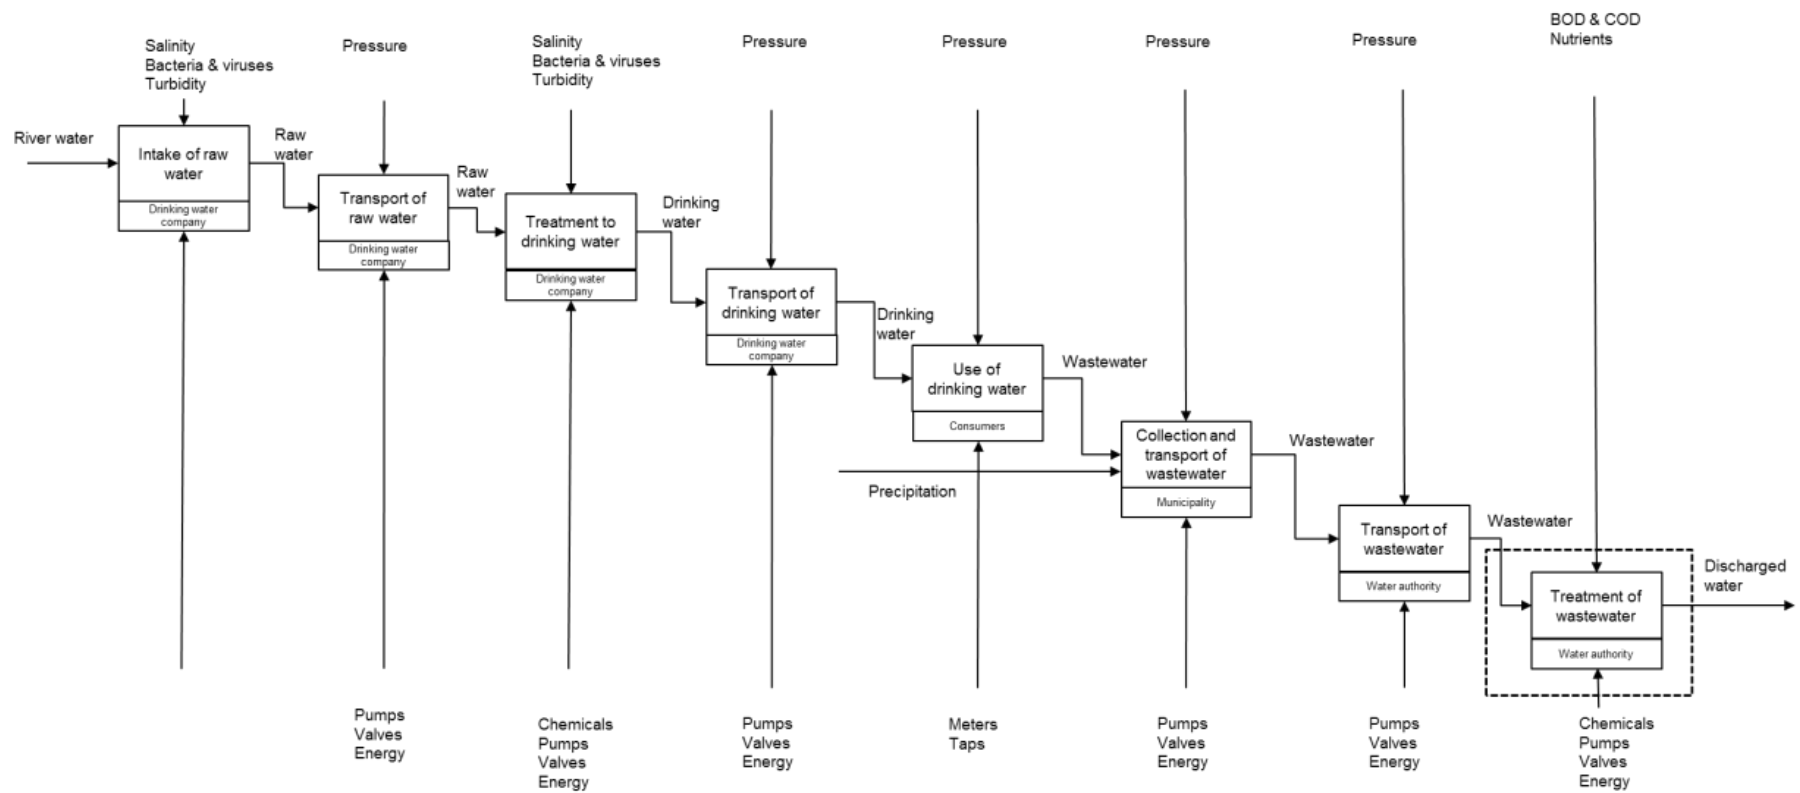 Salinity
Bacteria & viruses
Turbidity
Pressure
Salinity
Bacteria & viruses
Turbidity
Pressure
Pressure
Pressure
Pressure
BOD & COD
Nutrients
River water
Intake of raw
water
Drinking water
company
Raw
water
Transport of
raw water
Drinking water
company
Raw
water
Treatment to
drinking water
Drinking water
company
Drinking
water
Transport of
drinking water
Drinking water
company
Drinking
water
Use of
drinking water
Consumers
Wastewater
Precipitation
Collection and
transport of
wastewater
Municipality
Wastewater
Transport of
wastewater
Water authority
Wastewater
Treatment of
wastewater
Water authority
Discharged
water
Pumps
Valves
Energy
Chemicals
Pumps
Valves
Energy
Pumps
Valves
Energy
Meters
Taps
Pumps
Valves
Energy
Pumps
Valves
Energy
Chemicals
Pumps
Valves
Energy